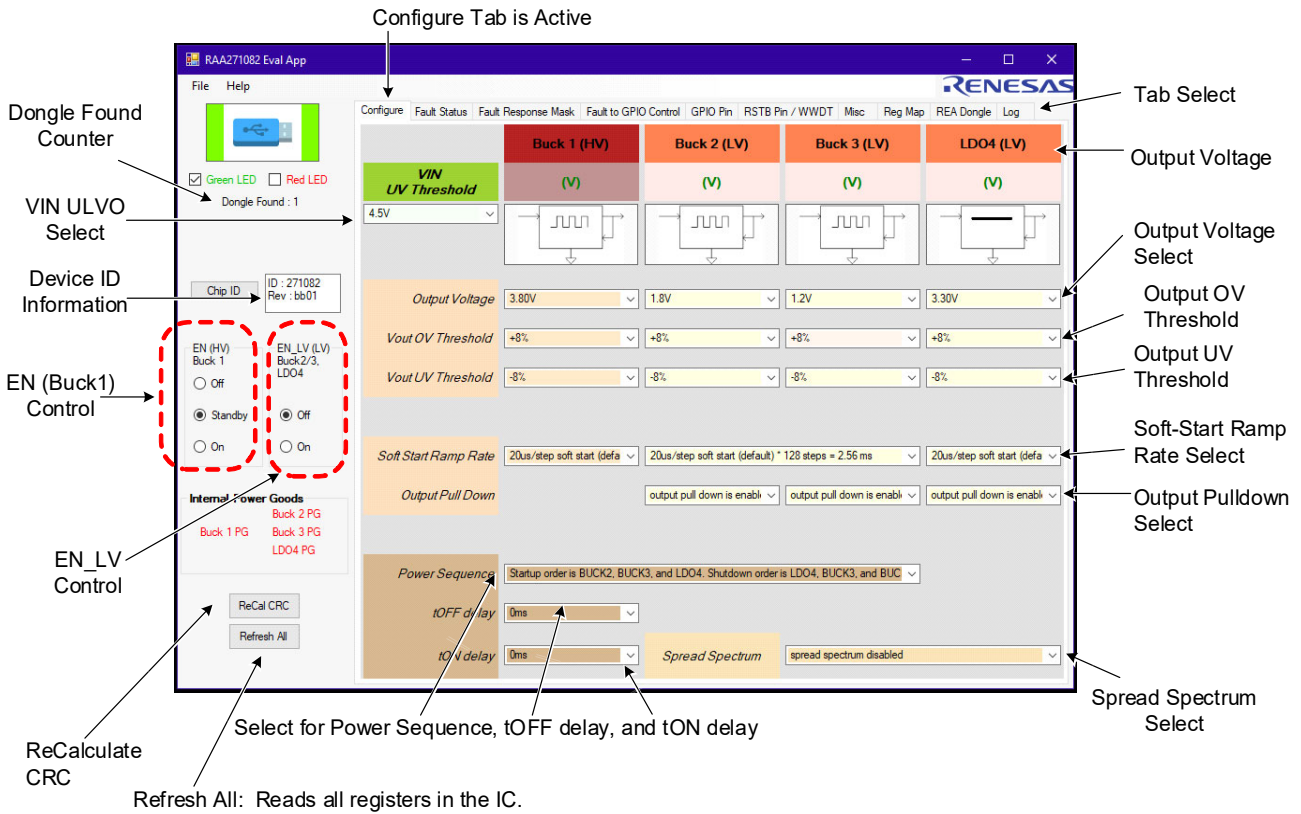 Configure Tab is Active
RAA271082 Eval App
File Help
RENESAS
Dongle Found
Counter
Configure Fault Status Fault Response Mask Fault to GPIO Control GPIO Pin RSTB Pin / WWDT Misc Reg Map REA Dongle Log
Tab Select
Buck 1 (HV) Buck 2 (LV) Buck 3 (LV) LDO4 (LV)
Output Voltage
Green LED Red LED
VIN
UV Threshold
(V) (V) (V) (V)
Dongle Found : 1
VIN ULVO
Select
4.5V
Output Voltage
Select
Device ID
Information
Chip ID
ID : 271082
Rev : bb01
Output Voltage 3.80V 1.8V 1.2V 3.30V
Output OV
Threshold
Vout OV Threshold +8% +8% +8% +8%
EN (HV)
Buck 1
Off
Standby
On
EN_LV (LV)
Buck2/3,
LDO4
Off
On
EN (Buck1)
Control
Vout UV Threshold -8% -8% -8% -8%
Output UV
Threshold
Soft Start Ramp Rate 20us/step soft start (defa 20us/step soft start (default) * 128 steps = 2.56 ms 20us/step soft start (defa
Soft-Start Ramp
Rate Select
Output Pull Down output pull down is enabl output pull down is enabl output pull down is enabl
Output Pulldown
Select
Internal Power Goods
Buck 2 PG
Buck 1 PG Buck 3 PG
LDO4 PG
EN_LV
Control
Power Sequence Startup order is BUCK2, BUCK3, and LDO4. Shutdown order is LDO4, BUCK3, and BUC
ReCal CRC
tOFF delay 0ms
Refresh All
tON delay 0ms Spread Spectrum spread spectrum disabled
Spread Spectrum
Select
Select for Power Sequence, tOFF delay, and tON delay
ReCalculate
CRC
Refresh All: Reads all registers in the IC.